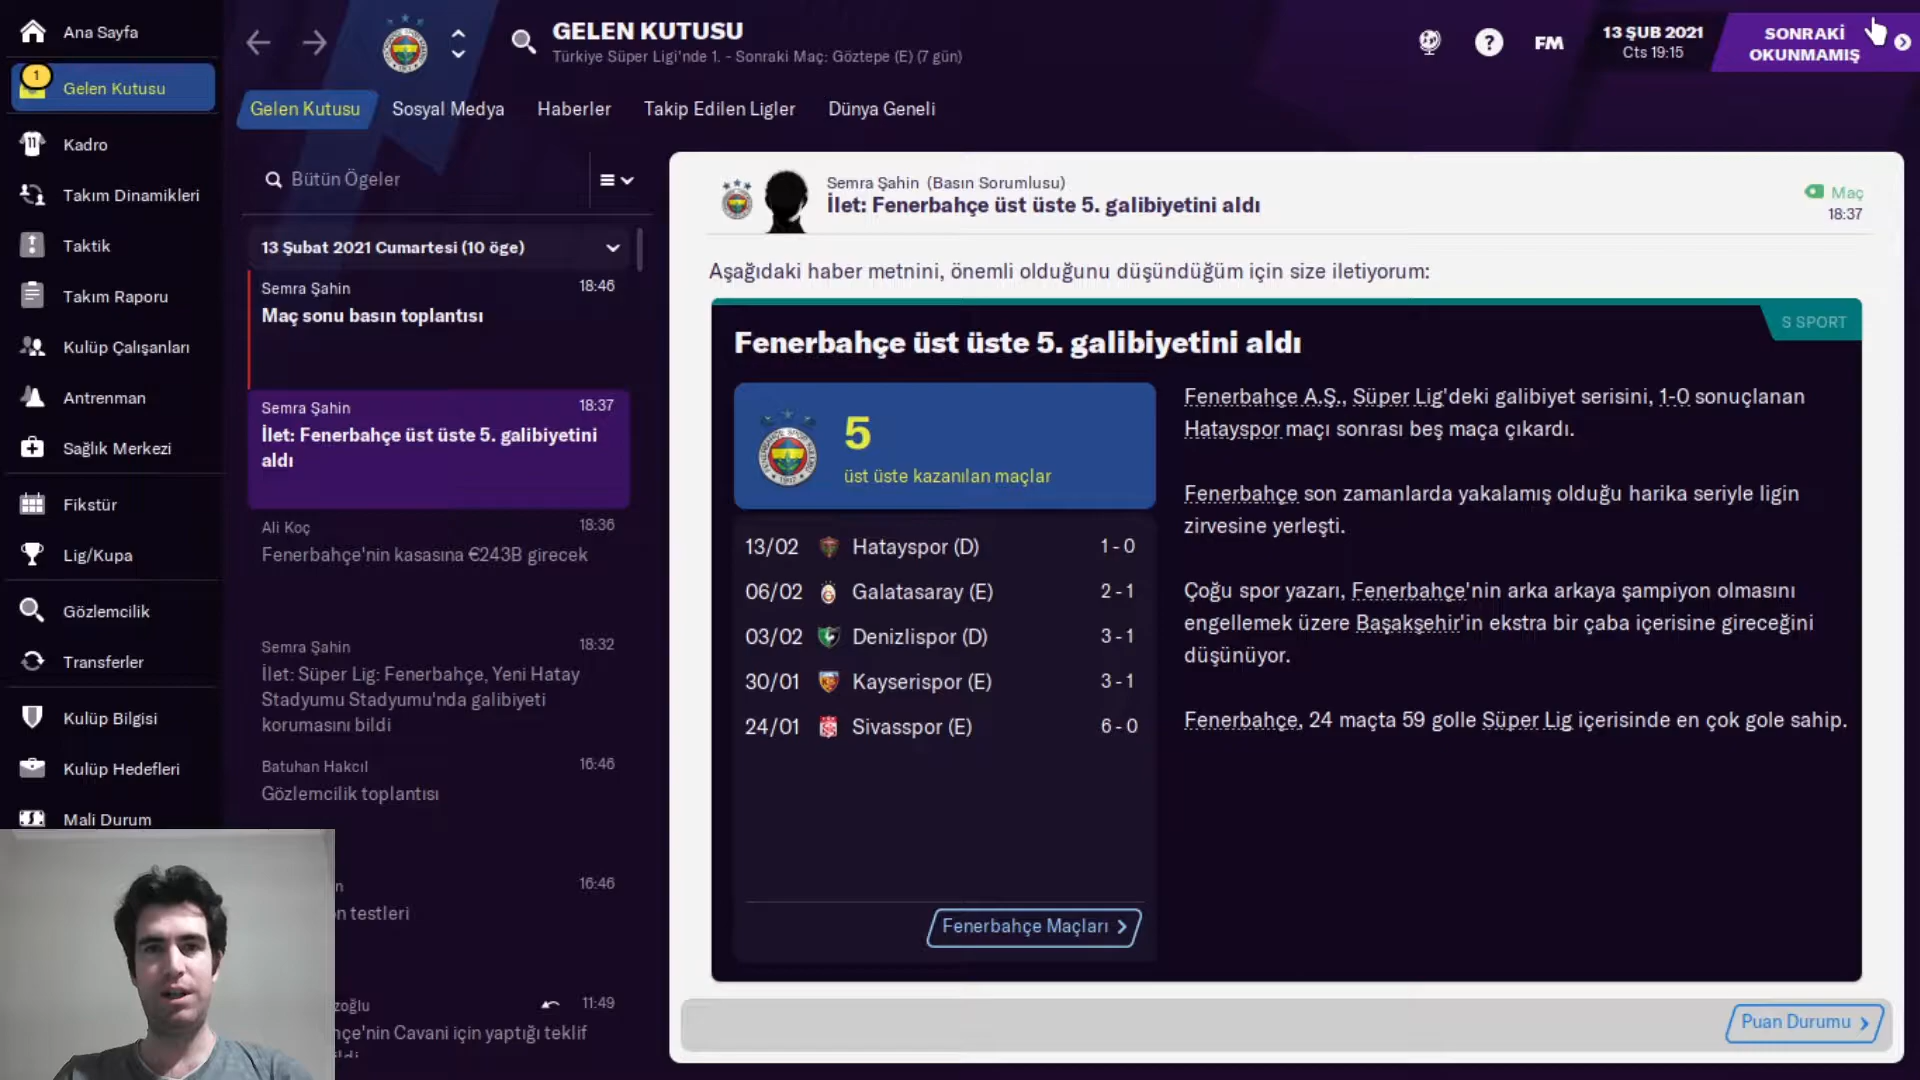 Ana Sayfa
1
Gelen Kutusu
Kadro
Takım Dinamikleri
Taktik
Takım Raporu
Kulüp Çalışanları
Antrenman
Sağlık Merkezi
Fikstür
Lig/Kupa
Gözlemcilik
Transferler
Kulüp Bilgisi
Kulüp Hedefleri
Mali Durum
GELEN KUTUSU
Türkiye Süper Ligi'nde 1. - Sonraki Maç: Göztepe (E) (7 gün)
?
FM
13 ŞUB 2021
Cts 19:15
SONRAKİ
OKUNMAMIŞ
Gelen Kutusu
Sosyal Medya
Haberler
Takip Edilen Ligler
Dünya Geneli
Bütün Ögeler
13 Şubat 2021 Cumartesi (10 öge)
Semra Şahin 18:46
Maç sonu basın toplantısı
Semra Şahin 18:37
İlet: Fenerbahçe üst üste 5. galibiyetini
aldı
Ali Koç 18:36
Fenerbahçe'nin kasasına €243B girecek
Semra Şahin 18:32
İlet: Süper Lig: Fenerbahçe, Yeni Hatay
Stadyumu Stadyumu'nda galibiyeti
korumasını bildi
Batuhan Hakcıl 16:46
Gözlemcilik toplantısı
16:46
testleri
11:49
Cavani için yaptığı teklif
Semra Şahin (Basın Sorumlusu)
İlet: Fenerbahçe üst üste 5. galibiyetini aldı
Maç
18:37
Aşağıdaki haber metnini, önemli olduğunu düşündüğüm için size iletiyorum:
S SPORT
Fenerbahçe üst üste 5. galibiyetini aldı
5
üst üste kazanılan maçlar
13/02 Hatayspor (D) 1 - 0
06/02 Galatasaray (E) 2 - 1
03/02 Denizlispor (D) 3 - 1
30/01 Kayserispor (E) 3 - 1
24/01 Sivasspor (E) 6 - 0
Fenerbahçe Maçları
Fenerbahçe A.Ş., Süper Lig'deki galibiyet serisini, 1-0 sonuçlanan
Hatayspor maçı sonrası beş maça çıkardı.
Fenerbahçe son zamanlarda yakalamış olduğu harika seriyle ligin
zirvesine yerleşti.
Çoğu spor yazarı, Fenerbahçe'nin arka arkaya şampiyon olmasını
engellemek üzere Başakşehir'in ekstra bir çaba içerisine gireceğini
düşünüyor.
Fenerbahçe, 24 maçta 59 golle Süper Lig içerisinde en çok gole sahip.
Puan Durumu